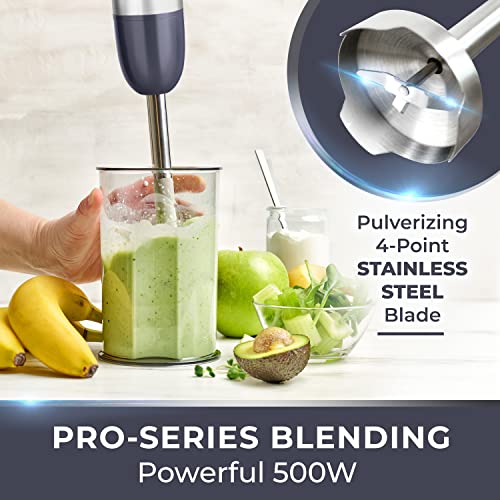 Pulverizing
4-Point
STAINLESS
STEEL
Blade
PRO-SERIES BLENDING
Powerful 500W